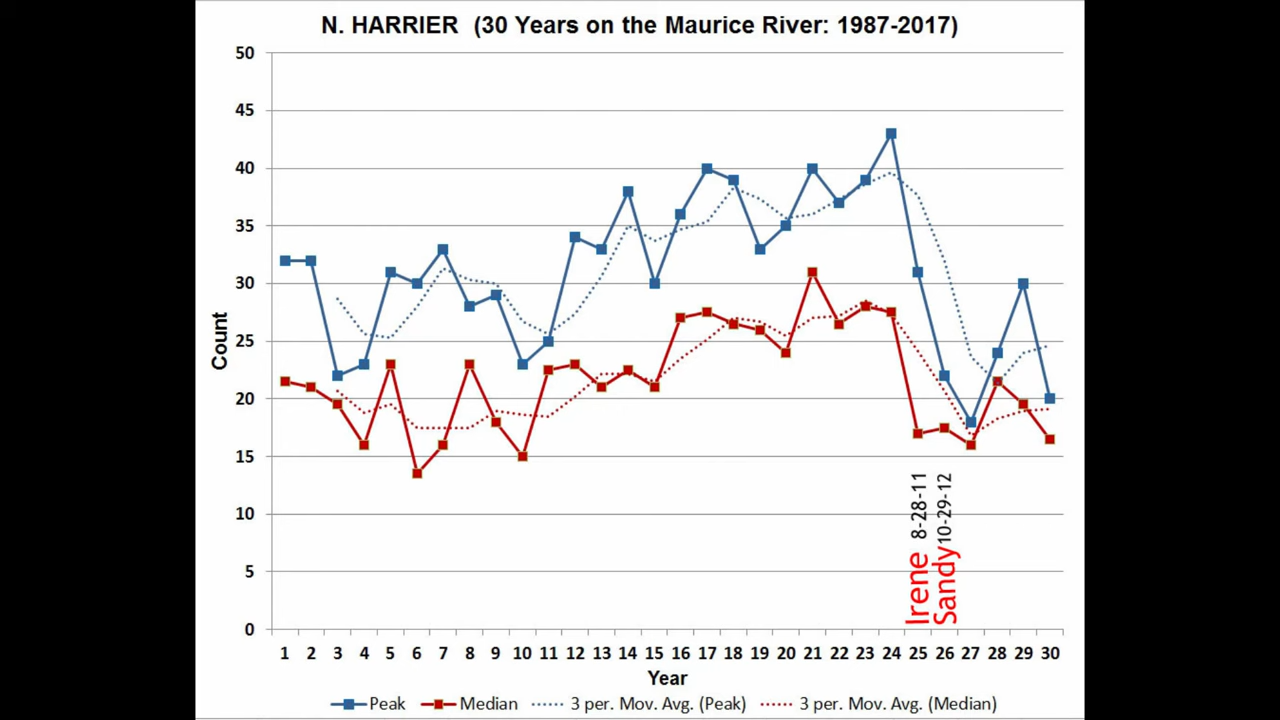 N. HARRIER (30 Years on the Maurice River: 1987-2017)
50
45
40
35
30
25
20
15
10
5
0
Count
Irene 8-28-11
Sandy 10-29-12
1 2 3 4 5 6 7 8 9 10 11 12 13 14 15 16 17 18 19 20 21 22 23 24 25 26 27 28 29 30
Year
Peak Median 3 per. Mov. Avg. (Peak) 3 per. Mov. Avg. (Median)